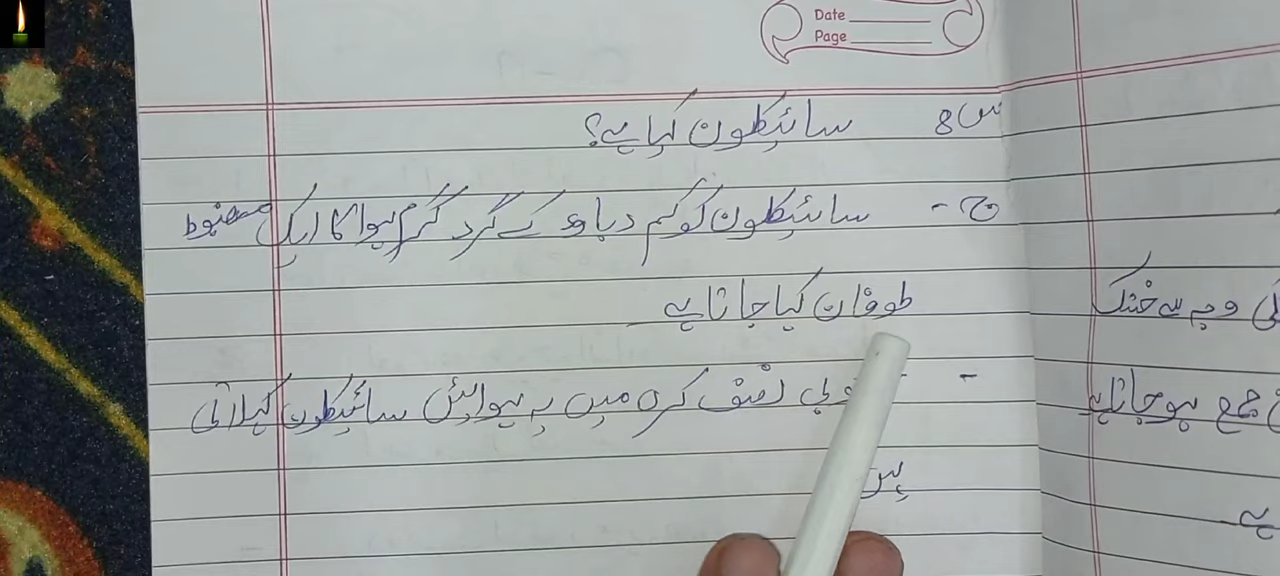 Date
Page
س 8 سائیکلون کیا ہے؟
ج - سائیکلون کو کم دباؤ کے گرد گرم ہوا کا ایک مضبوط
طوفان کہا جاتا ہے
- نصف کرہ میں یہ ہوائیں سائیکلون کہلاتی
ہیں
کی وجہ سے خشک
جمع ہو جاتا ہے
ہے